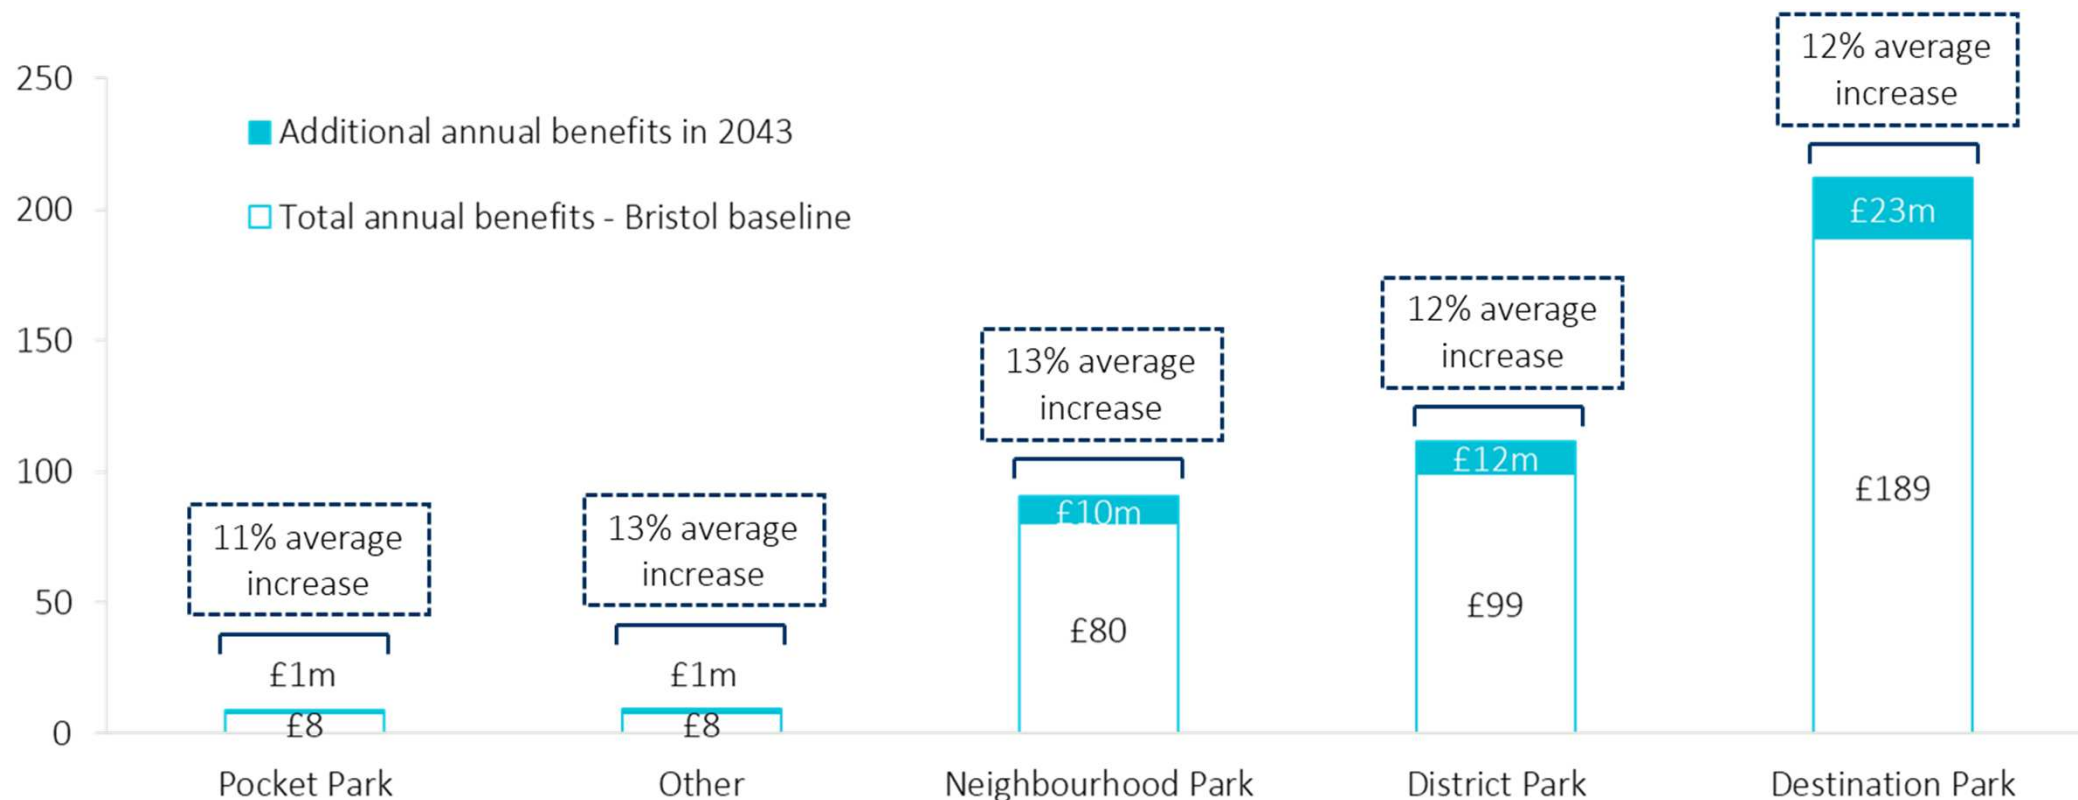 12% average
increase
250
Additional annual benefits in 2043
200
Total annual benefits - Bristol baseline
£23m
12% average
increase
150
13% average
increase
£12m
100
£189
11% average
increase
13% average
increase
£10m
£99
50
£80
£1m
£1m
£8
£8
0
Pocket Park
Other
Neighbourhood Park
District Park
Destination Park